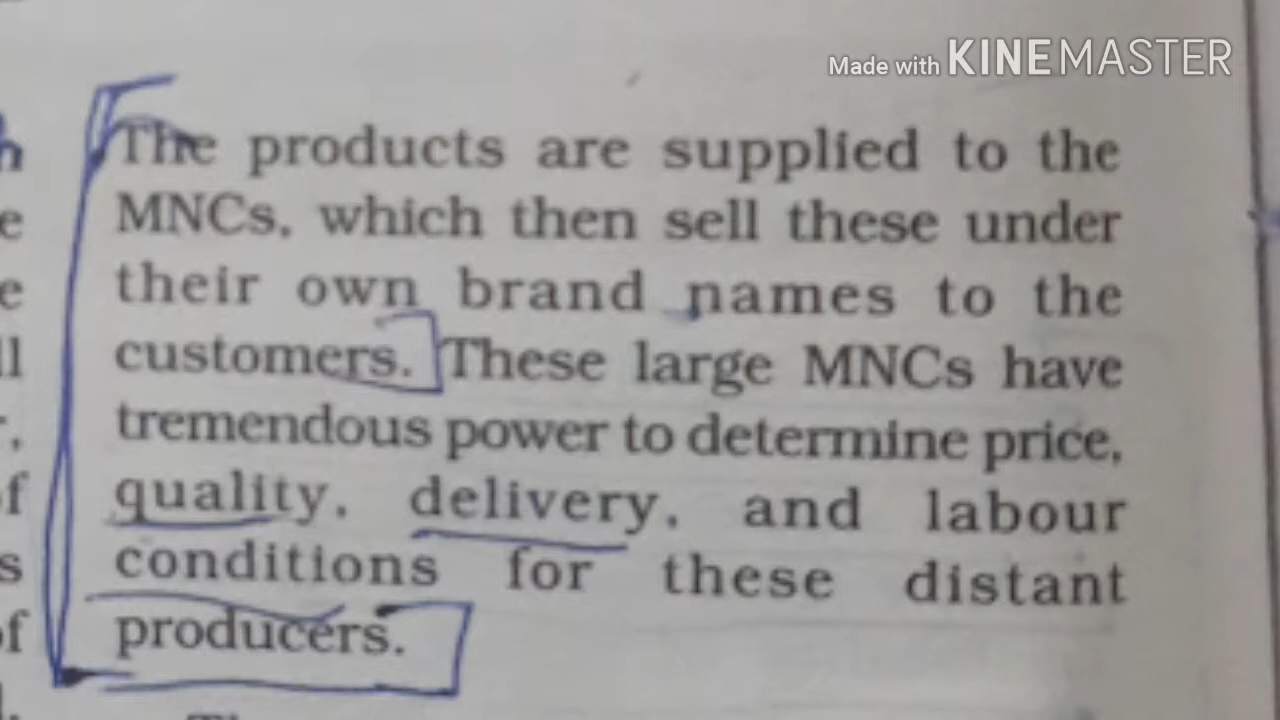 Made with KINEMASTER
The products are supplied to the
MNCs, which then sell these under
their own brand names to the
customers. These large MNCs have
tremendous power to determine price,
quality, delivery, and labour
conditions for these distant
producers.